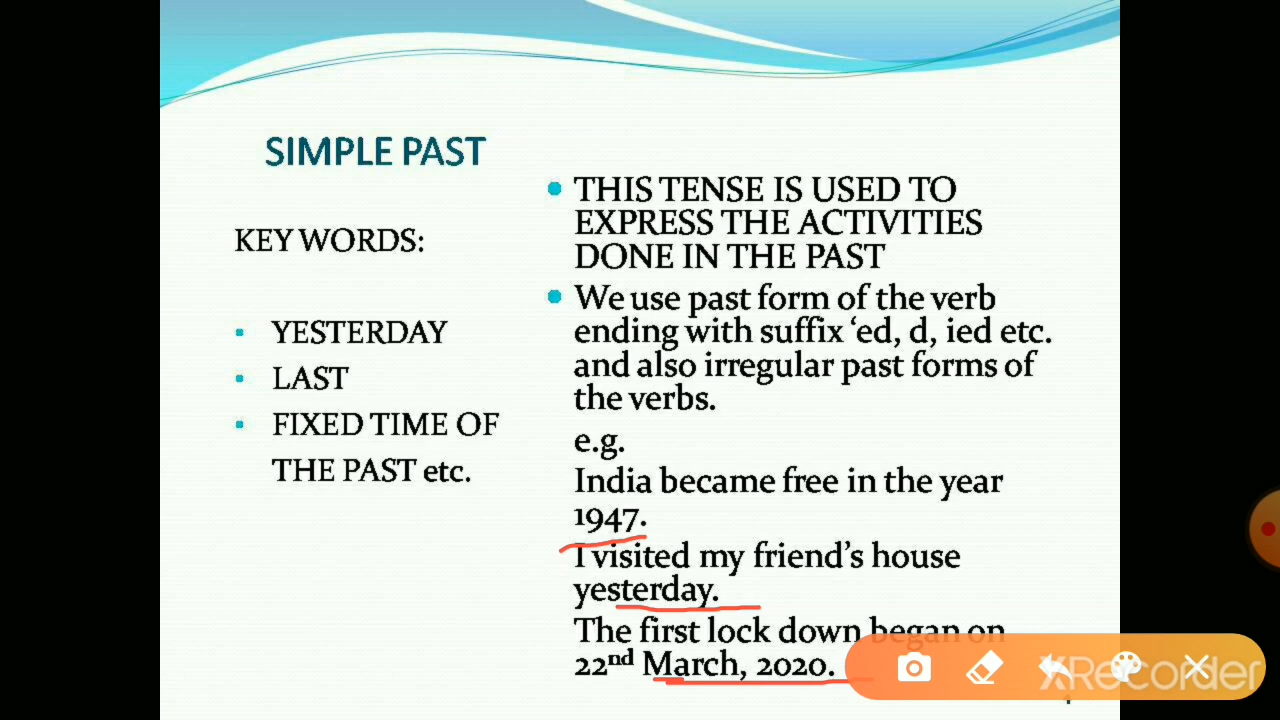 SIMPLE PAST
KEY WORDS:
YESTERDAY
LAST
FIXED TIME OF
THE PAST etc.
THIS TENSE IS USED TO
EXPRESS THE ACTIVITIES
DONE IN THE PAST
We use past form of the verb
ending with suffix ‘ed, d, ied etc.
and also irregular past forms of
the verbs.
e.g.
India became free in the year
1947.
I visited my friend’s house
yesterday.
The first lock down began on
22nd March, 2020.
XRecorder